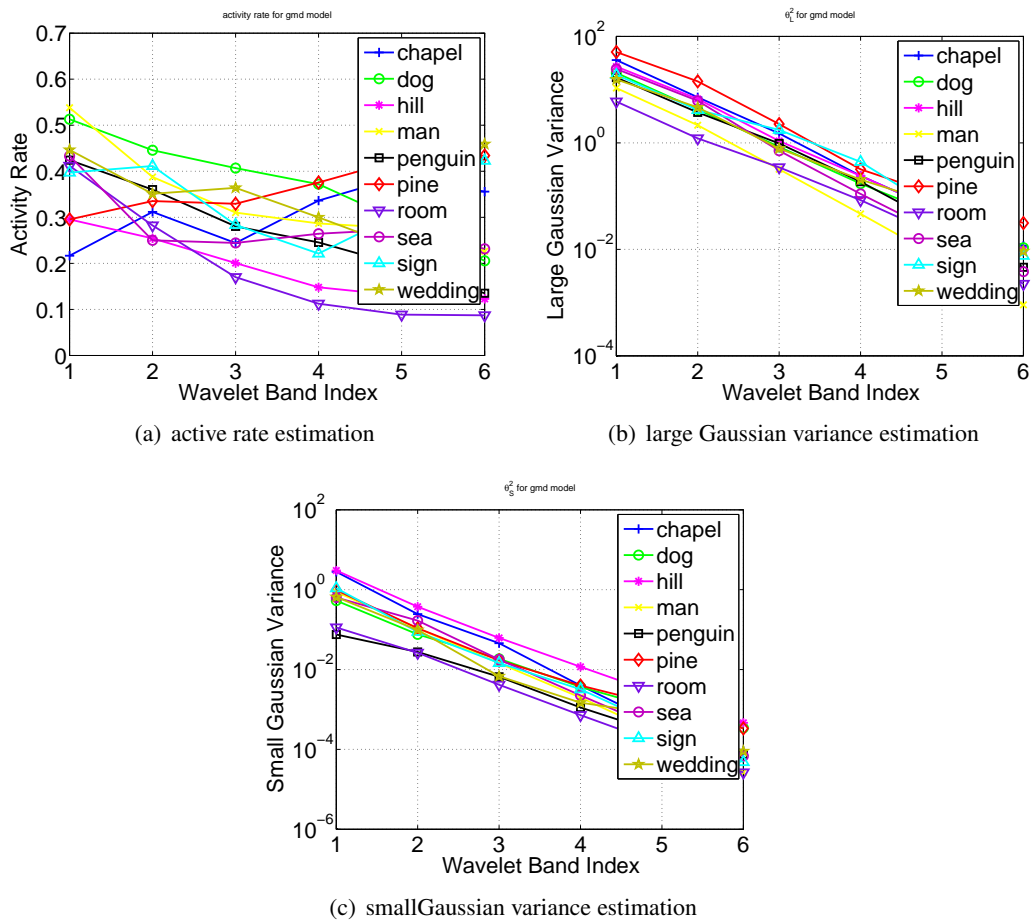 activity rate for gmd model
0.7
0.6
0.5
0.4
0.3
0.2
0.1
0
Activity Rate
1 2 3 4 5 6
Wavelet Band Index
chapel
dog
hill
man
penguin
pine
room
sea
sign
wedding
(a) active rate estimation
θ_L^2 for gmd model
10^2
10^0
10^-2
10^-4
Large Gaussian Variance
1 2 3 4 5 6
Wavelet Band Index
chapel
dog
hill
man
penguin
pine
room
sea
sign
wedding
(b) large Gaussian variance estimation
θ_S^2 for gmd model
10^2
10^0
10^-2
10^-4
10^-6
Small Gaussian Variance
1 2 3 4 5 6
Wavelet Band Index
chapel
dog
hill
man
penguin
pine
room
sea
sign
wedding
(c) smallGaussian variance estimation